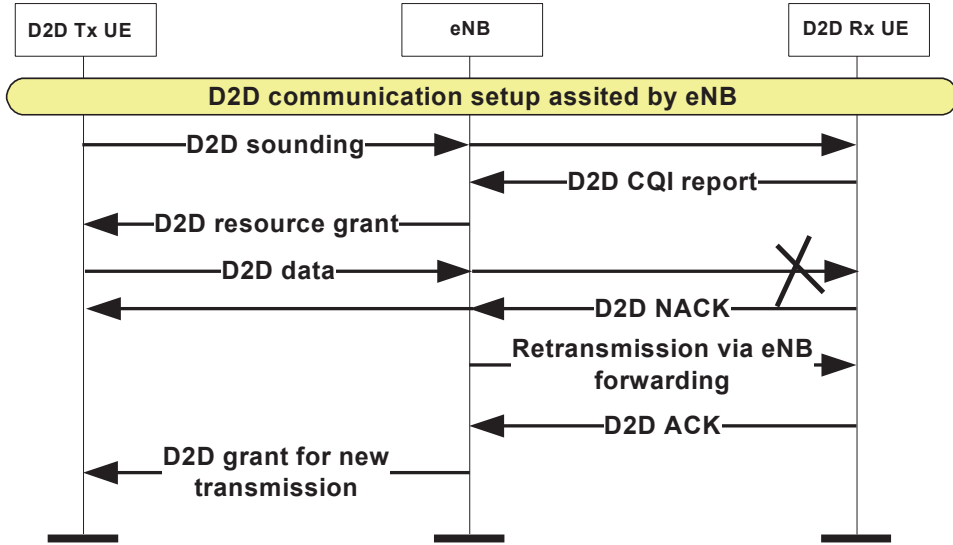 D2D Tx UE
eNB
D2D Rx UE
D2D communication setup assited by eNB
D2D sounding
D2D CQI report
D2D resource grant
D2D data
D2D NACK
Retransmission via eNB
forwarding
D2D ACK
D2D grant for new
transmission